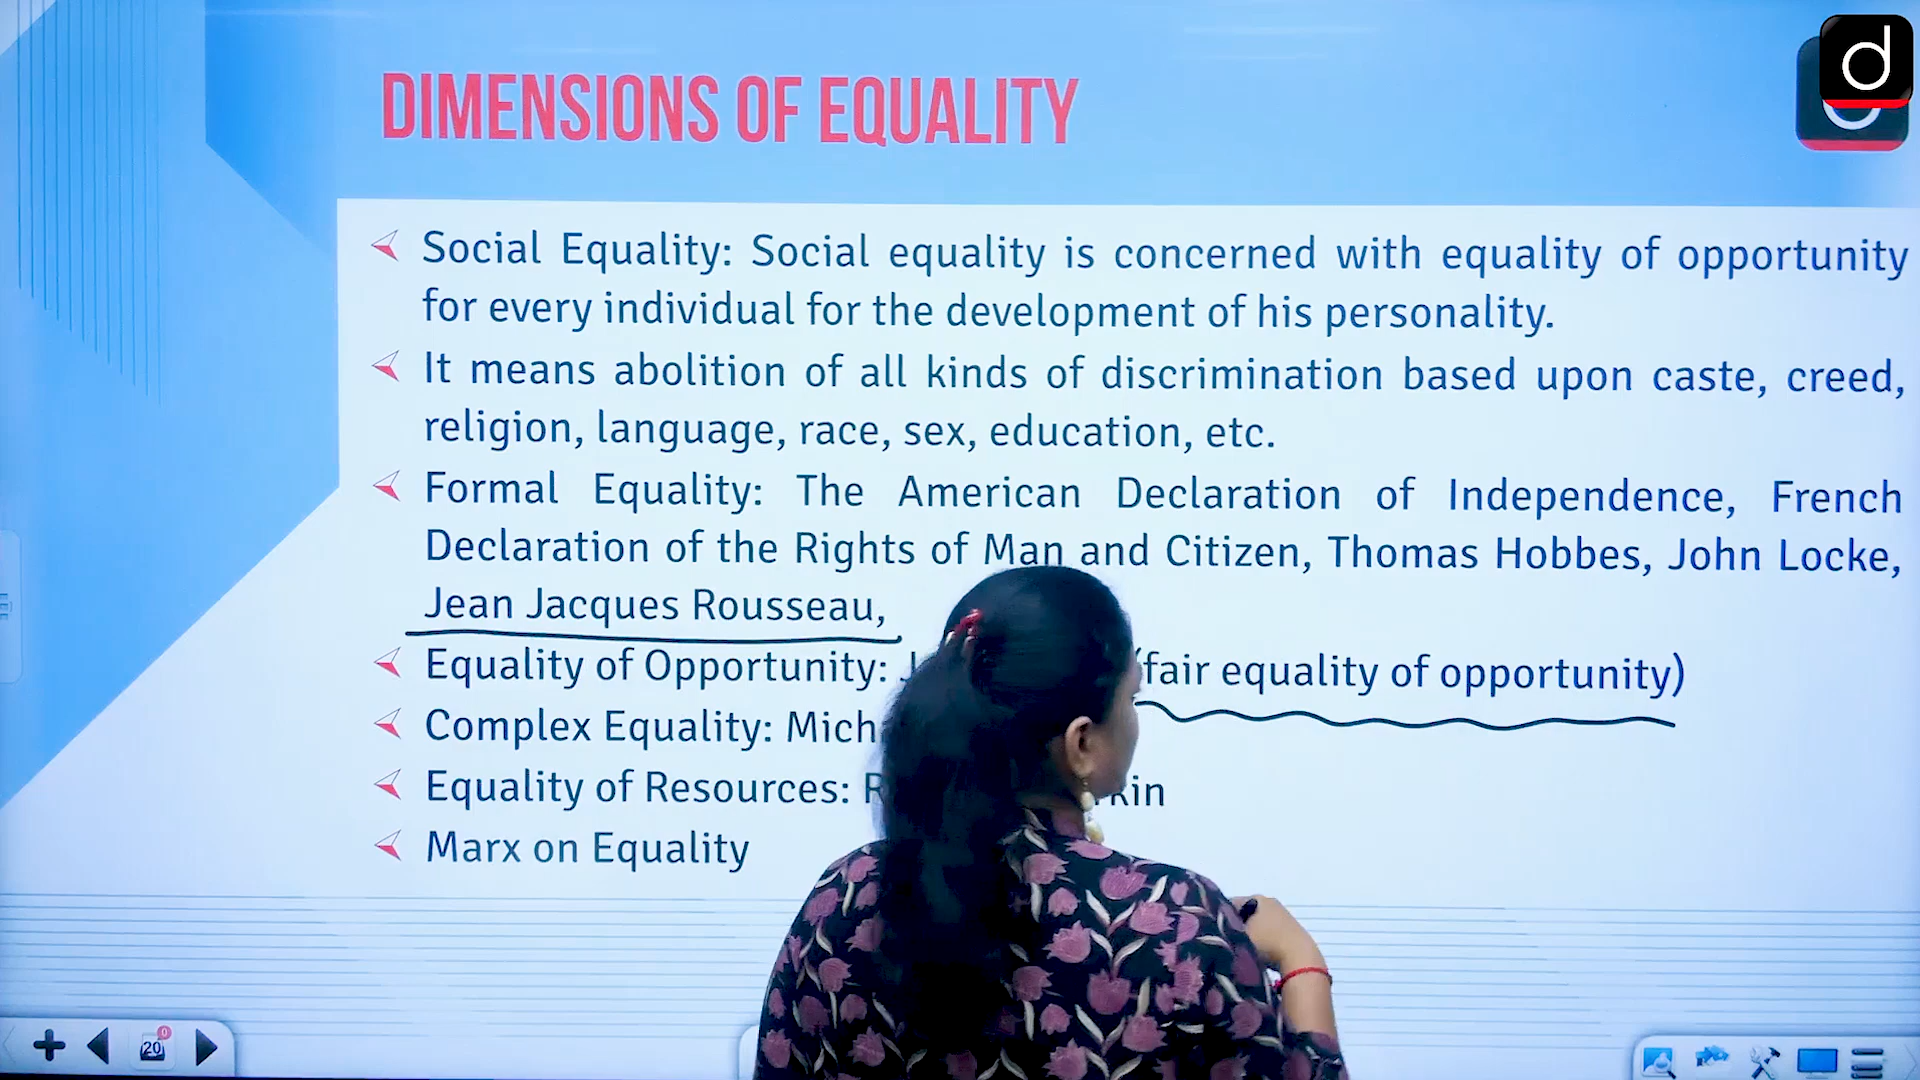 DIMENSIONS OF EQUALITY
Social Equality: Social equality is concerned with equality of opportunity
for every individual for the development of his personality.
It means abolition of all kinds of discrimination based upon caste, creed,
religion, language, race, sex, education, etc.
Formal Equality: The American Declaration of Independence, French
Declaration of the Rights of Man and Citizen, Thomas Hobbes, John Locke,
Jean Jacques Rousseau,
Equality of Opportunity: (fair equality of opportunity)
Complex Equality:
Equality of Resources:
Marx on Equality
20
0
d